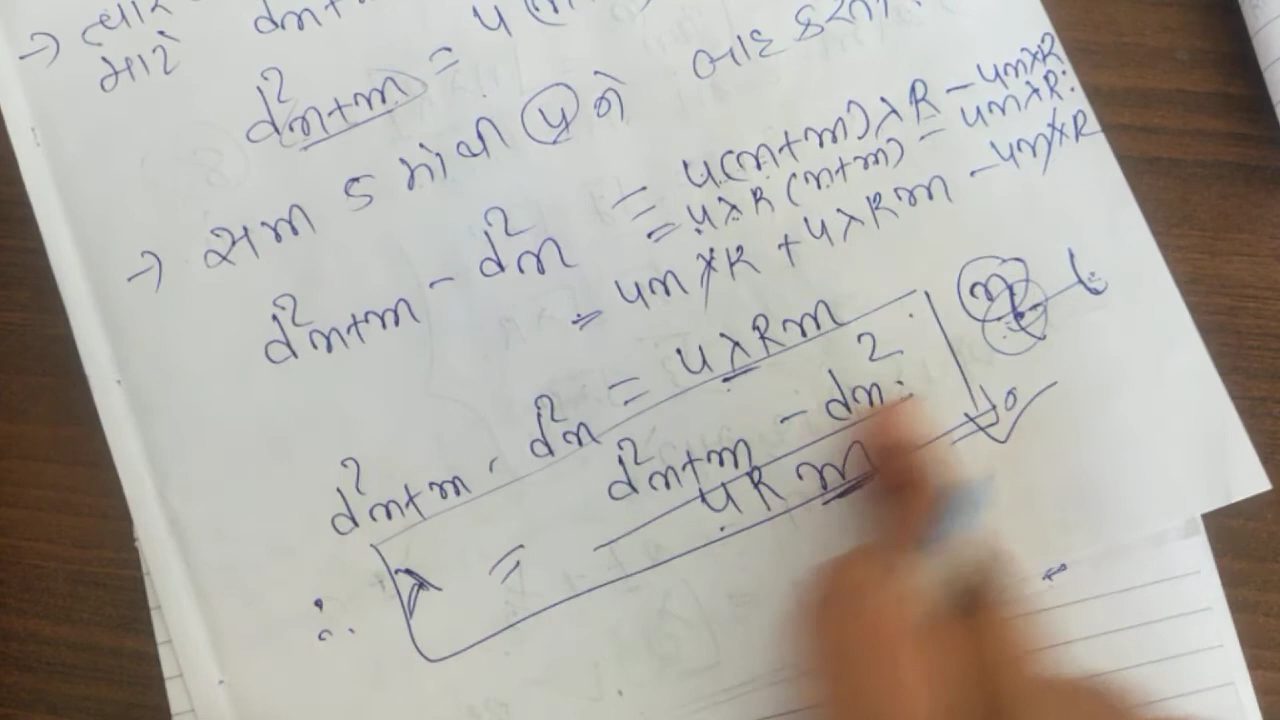 →
માટે dn+m
d²n+m = 4(
→ સમી 5 માંથી 4 ને બાદ કરતા.
d²n+m - d²n = 4(n+m)λR - 4nλR
= 4λR(n+m) - 4nλR.
= 4nλR + 4λRm - 4nλR
d²n+m - d²n = 4λRm
∴ λ = d²n+m - dn² / 4Rm